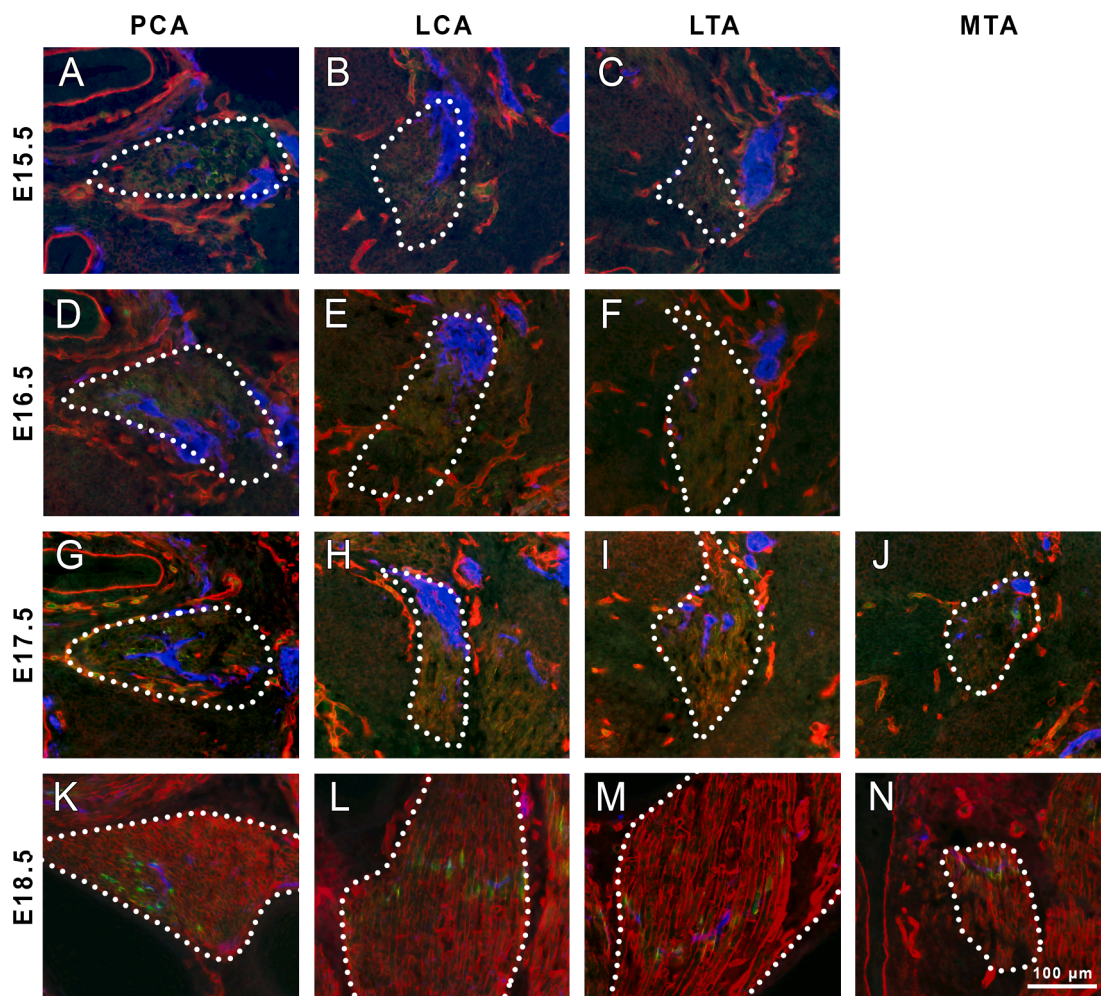 PCA LCA LTA MTA
E15.5
A B C
E16.5
D E F
E17.5
G H I J
E18.5
K L M N
100 µm